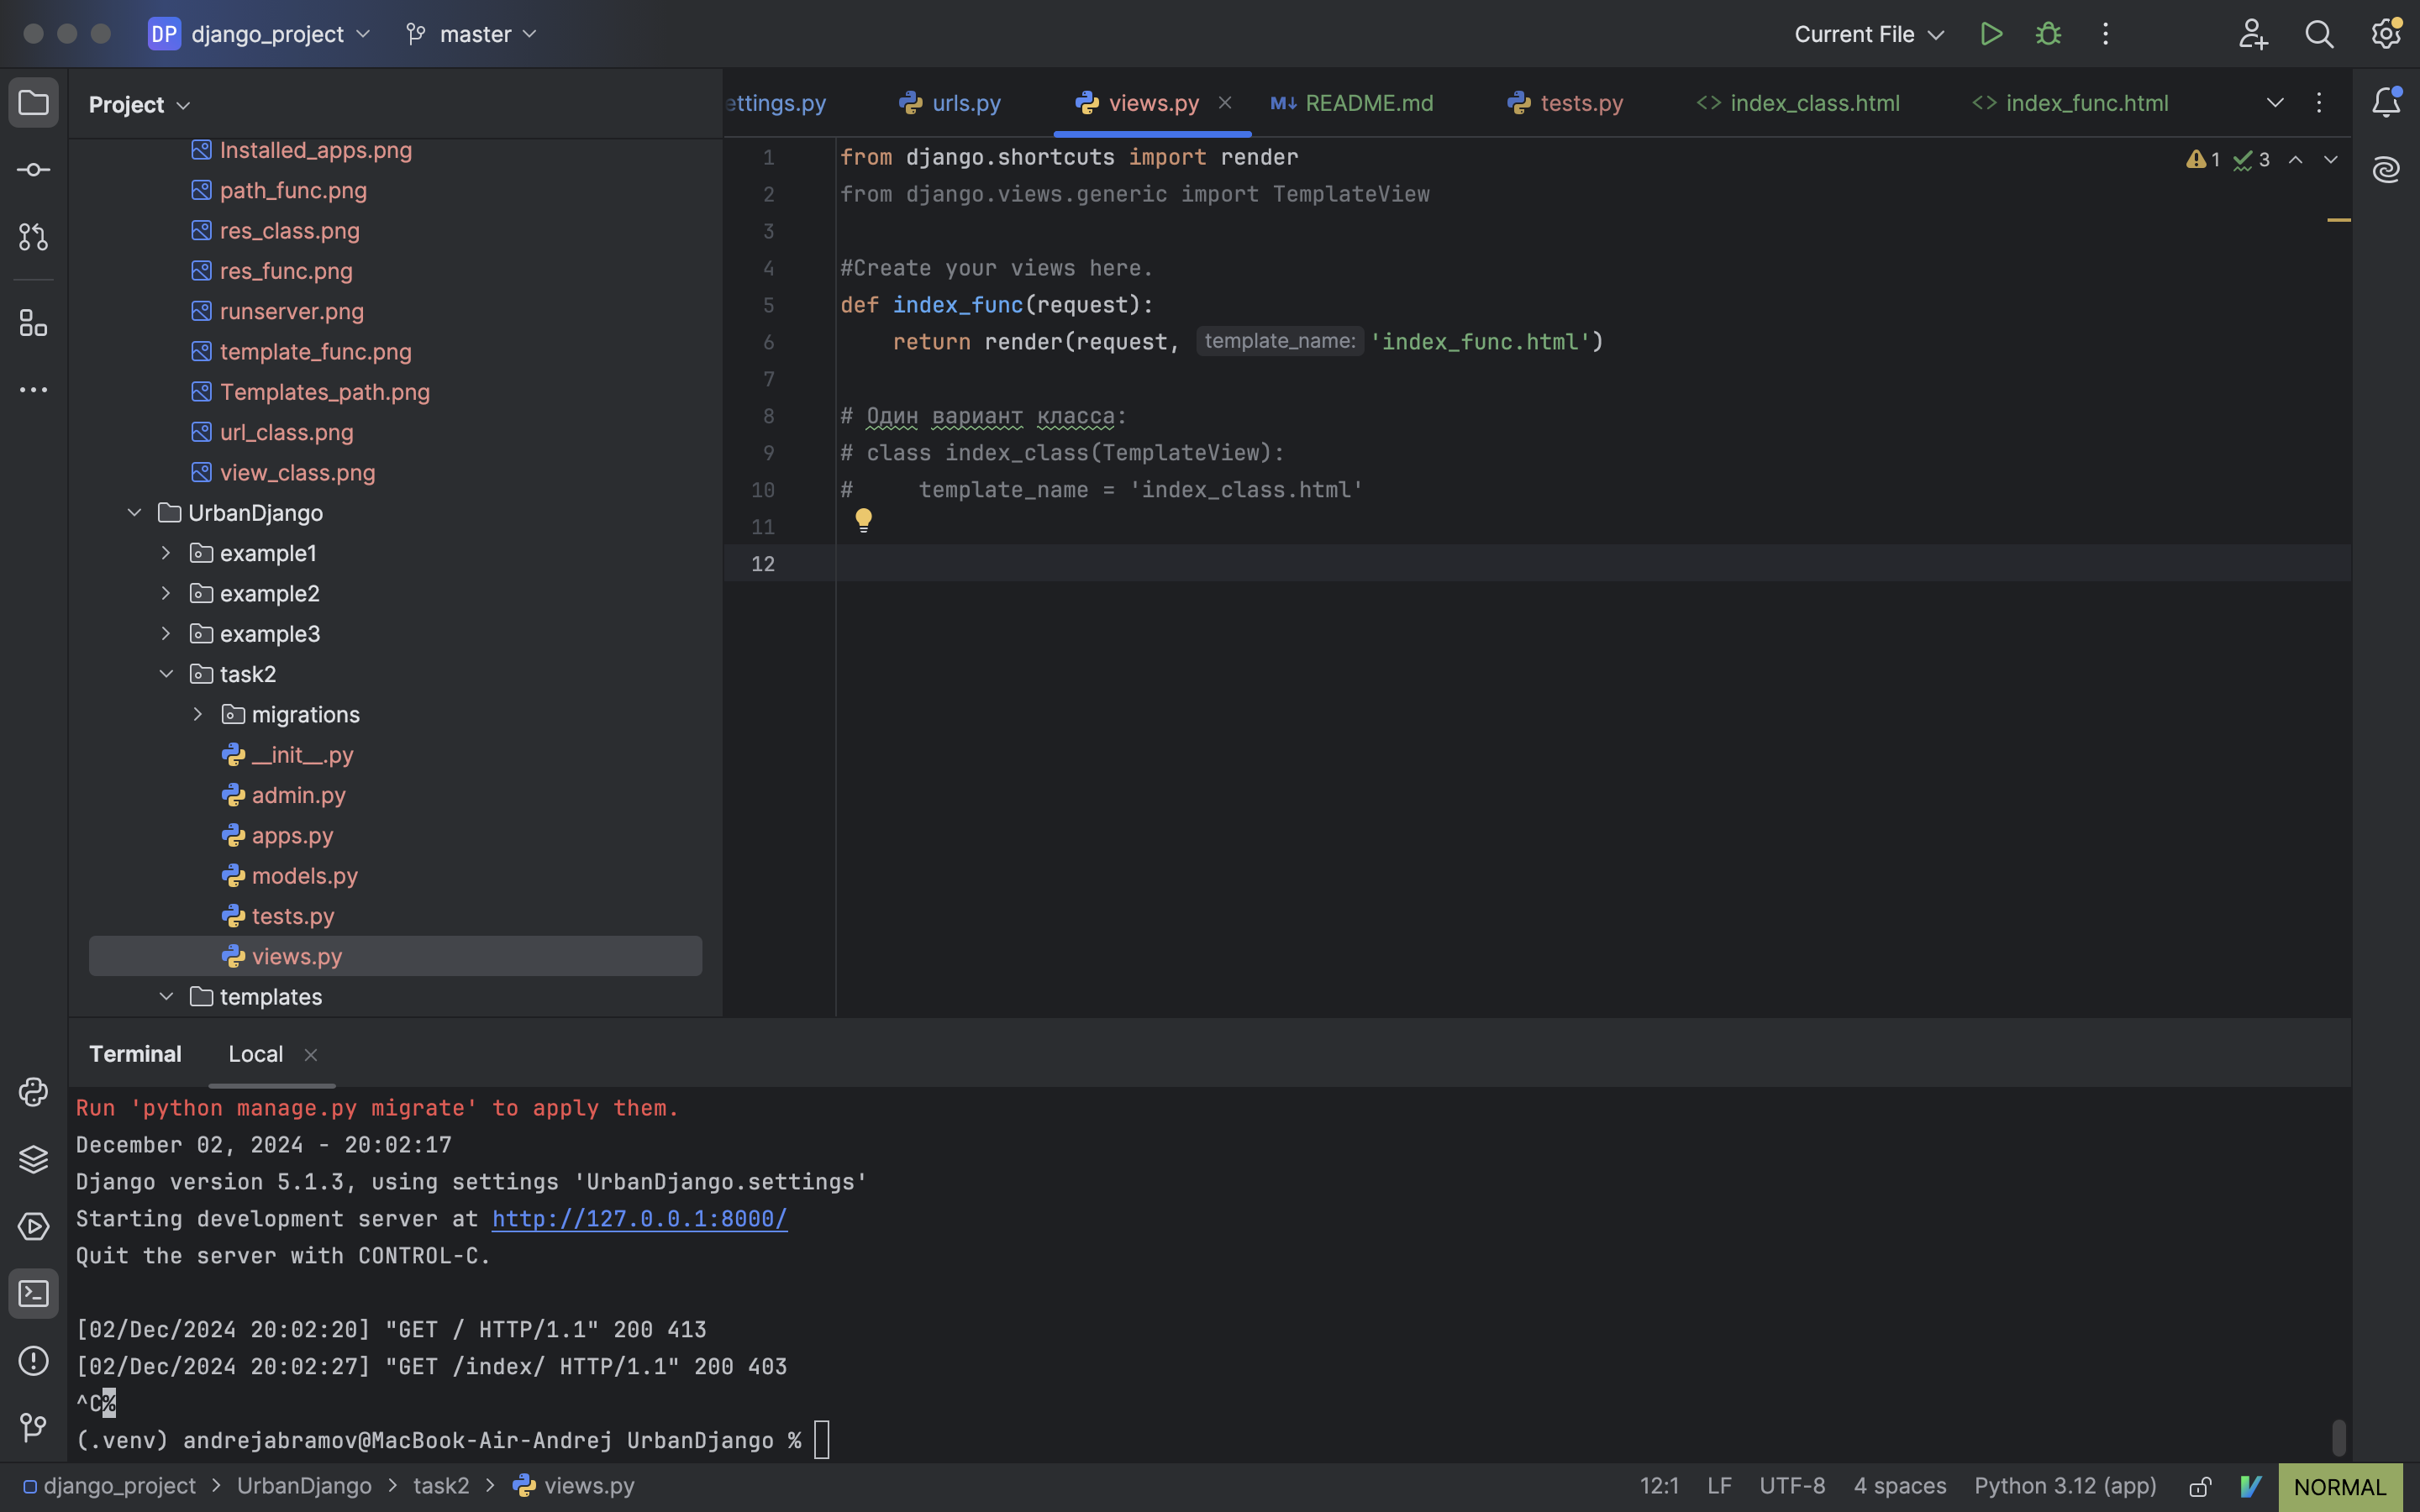 DP django_project master Current File
Project
ettings.py urls.py views.py M↓ README.md tests.py <> index_class.html <> index_func.html
Installed_apps.png
path_func.png
res_class.png
res_func.png
runserver.png
template_func.png
Templates_path.png
url_class.png
view_class.png
UrbanDjango
example1
example2
example3
task2
migrations
__init__.py
admin.py
apps.py
models.py
tests.py
views.py
templates
1 from django.shortcuts import render
2 from django.views.generic import TemplateView
3
4 #Create your views here.
5 def index_func(request):
6 return render(request, template_name: 'index_func.html')
7
8 # Один вариант класса:
9 # class index_class(TemplateView):
10 # template_name = 'index_class.html'
11
12
1 3
Terminal Local
Run 'python manage.py migrate' to apply them.
December 02, 2024 - 20:02:17
Django version 5.1.3, using settings 'UrbanDjango.settings'
Starting development server at http://127.0.0.1:8000/
Quit the server with CONTROL-C.
[02/Dec/2024 20:02:20] "GET / HTTP/1.1" 200 413
[02/Dec/2024 20:02:27] "GET /index/ HTTP/1.1" 200 403
^C%
(.venv) andrejabramov@MacBook-Air-Andrej UrbanDjango %
django_project > UrbanDjango > task2 > views.py 12:1 LF UTF-8 4 spaces Python 3.12 (app) NORMAL